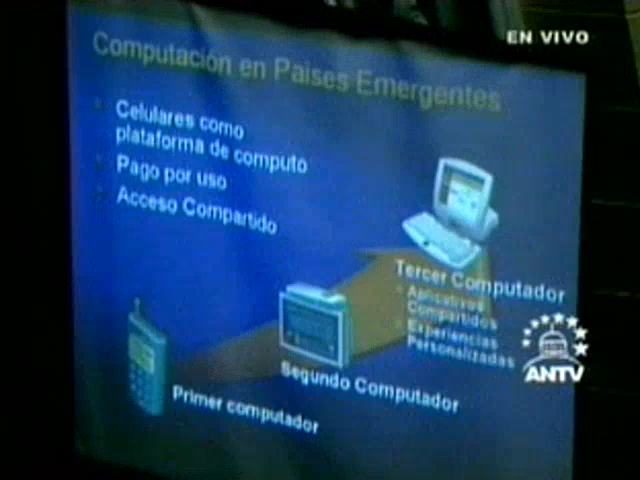 EN VIVO
Computación en Paises Emergentes
Celulares como
plataforma de computo
Pago por uso
Acceso Compartido
Tercer Computador
Aplicativos
Compartidos
Experiencias
Personalizadas
Segundo Computador
Primer computador
ANTV